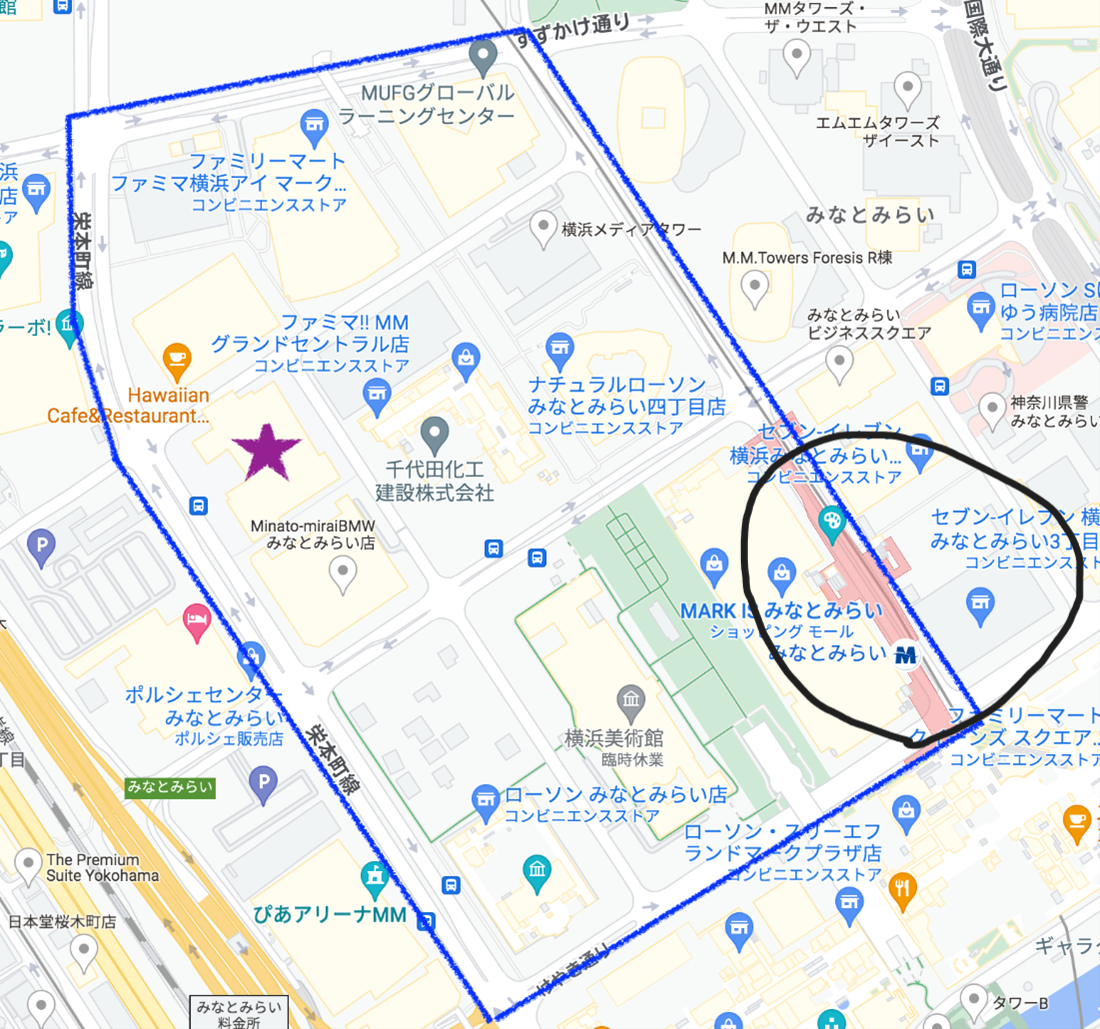 館
すずかけ通り
MMタワーズ・
ザ・ウエスト
国際大通り
MUFGグローバル
ラーニングセンター
エムエムタワーズ
ザイースト
ファミリーマート
ファミマ横浜アイ マーク...
コンビニエンスストア
浜
店
ア
栄本町線
みなとみらい
横浜メディアタワー
M.M.Towers Foresis R棟
ローソン S
ゆう病院店
コンビニエンスス
みなとみらい
ビジネススクエア
ラーボ!
ファミマ!! MM
グランドセントラル店
コンビニエンスストア
Hawaiian
Cafe&Restaurant...
ナチュラルローソン
みなとみらい四丁目店
コンビニエンスストア
神奈川県警
みなとみらい
セブン-イレブン
横浜みなとみらい...
コンビニエンスストア
千代田化工
建設株式会社
セブン-イレブン 横
みなとみらい3丁目
コンビニエンススト
Minato-miraiBMW
みなとみらい店
P
MARK IS みなとみらい
ショッピング モール
みなとみらい
M
ポルシェセンター
みなとみらい
ポルシェ販売店
横浜美術館
臨時休業
ファミリーマート
クイーンズ スクエア...
コンビニエンスストア
丁目
栄本町線
みなとみらい
P
ローソン みなとみらい店
コンビニエンスストア
ローソン・スリーエフ
ランドマークプラザ店
コンビニエンスストア
The Premium
Suite Yokohama
ぴあアリーナMM
日本堂桜木町店
けやき通り
ギャラ
みなとみらい
料金所
タワーB